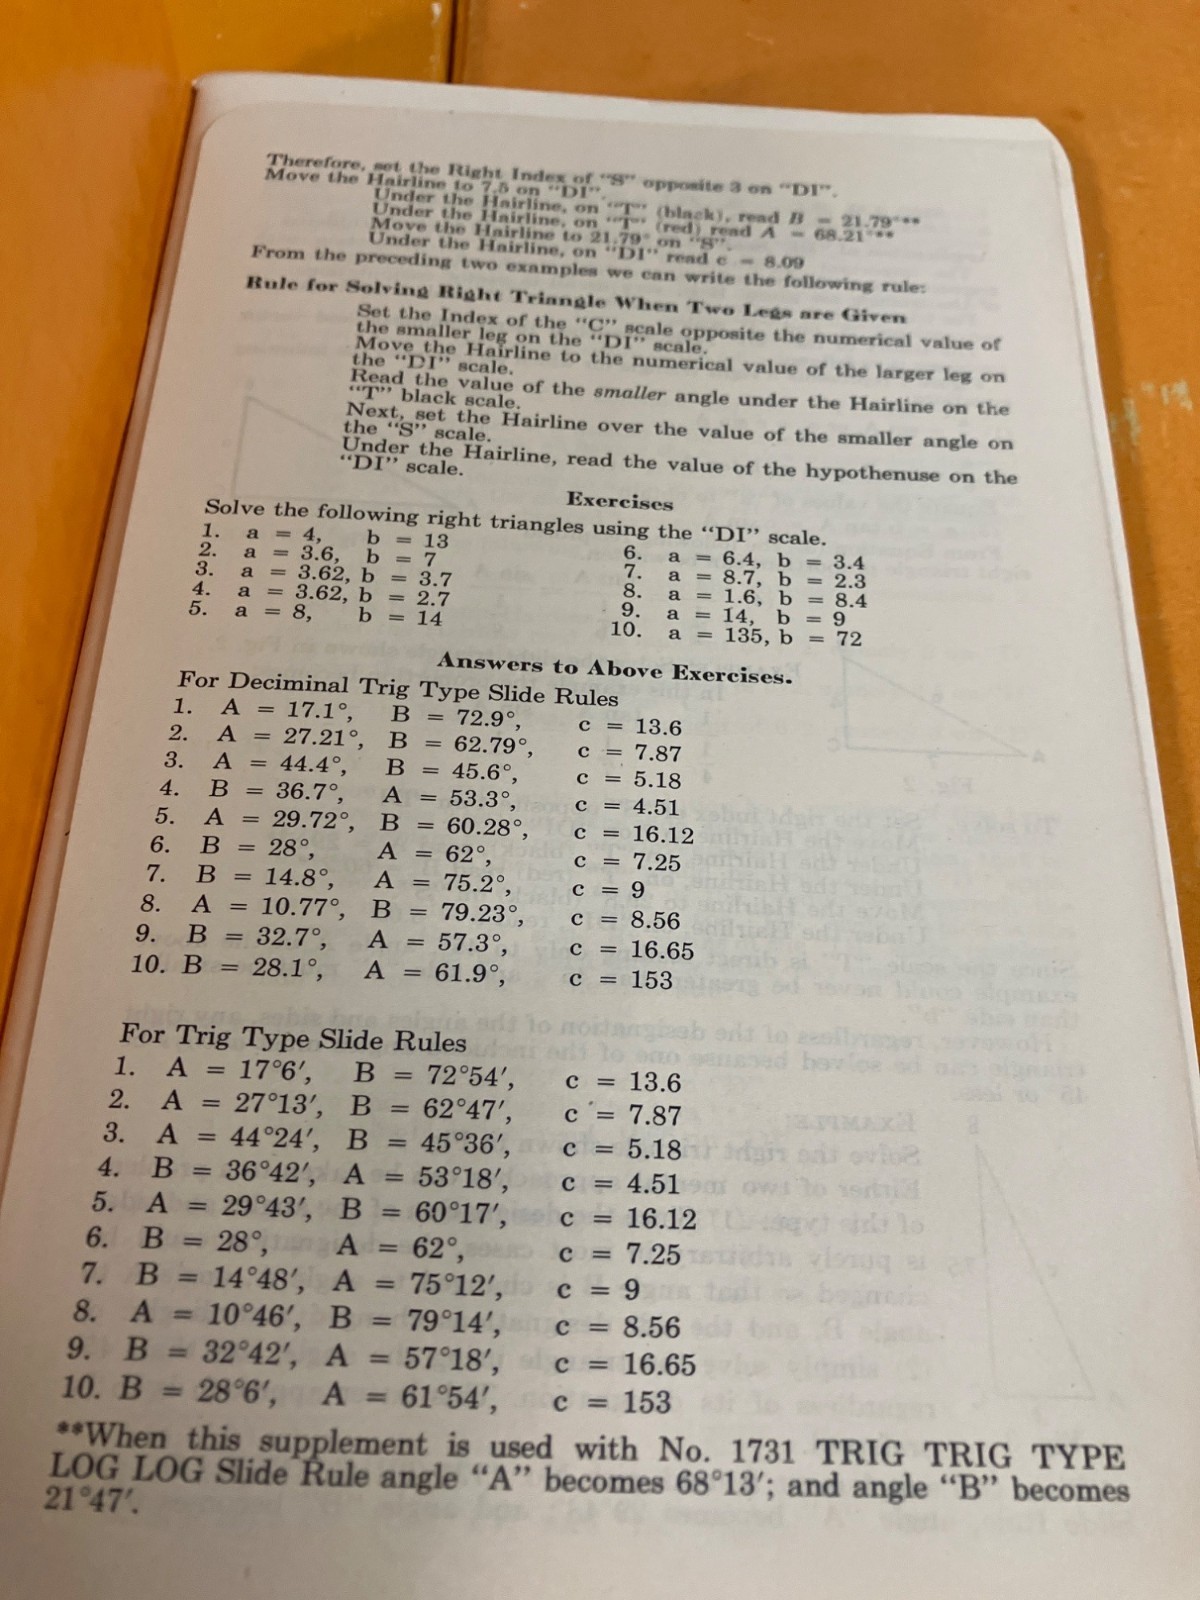 Therefore, set the Right Index of "S" opposite 3 on "DI".
Move the Hairline to 7.5 on "DI".
Under the Hairline, on "T" (black), read B = 21.79°**
Under the Hairline, on "T" (red) read A = 68.21°**
Move the Hairline to 21.79° on "S".
Under the Hairline, on "DI" read c = 8.09
From the preceding two examples we can write the following rule:
Rule for Solving Right Triangle When Two Legs are Given
Set the Index of the "C" scale opposite the numerical value of
the smaller leg on the "DI" scale.
Move the Hairline to the numerical value of the larger leg on
the "DI" scale.
Read the value of the smaller angle under the Hairline on the
"T" black scale.
Next, set the Hairline over the value of the smaller angle on
the "S" scale.
Under the Hairline, read the value of the hypothenuse on the
"DI" scale.
Exercises
Solve the following right triangles using the "DI" scale.
1. a = 4, b = 13
2. a = 3.6, b = 7
3. a = 3.62, b = 3.7
4. a = 3.62, b = 2.7
5. a = 8, b = 14
6. a = 6.4, b = 3.4
7. a = 8.7, b = 2.3
8. a = 1.6, b = 8.4
9. a = 14, b = 9
10. a = 135, b = 72
Answers to Above Exercises.
For Deciminal Trig Type Slide Rules
1. A = 17.1°, B = 72.9°, c = 13.6
2. A = 27.21°, B = 62.79°, c = 7.87
3. A = 44.4°, B = 45.6°, c = 5.18
4. B = 36.7°, A = 53.3°, c = 4.51
5. A = 29.72°, B = 60.28°, c = 16.12
6. B = 28°, A = 62°, c = 7.25
7. B = 14.8°, A = 75.2°, c = 9
8. A = 10.77°, B = 79.23°, c = 8.56
9. B = 32.7°, A = 57.3°, c = 16.65
10. B = 28.1°, A = 61.9°, c = 153
For Trig Type Slide Rules
1. A = 17°6′, B = 72°54′, c = 13.6
2. A = 27°13′, B = 62°47′, c = 7.87
3. A = 44°24′, B = 45°36′, c = 5.18
4. B = 36°42′, A = 53°18′, c = 4.51
5. A = 29°43′, B = 60°17′, c = 16.12
6. B = 28°, A = 62°, c = 7.25
7. B = 14°48′, A = 75°12′, c = 9
8. A = 10°46′, B = 79°14′, c = 8.56
9. B = 32°42′, A = 57°18′, c = 16.65
10. B = 28°6′, A = 61°54′, c = 153
**When this supplement is used with No. 1731 TRIG TRIG TYPE
LOG LOG Slide Rule angle "A" becomes 68°13′; and angle "B" becomes
21°47′.